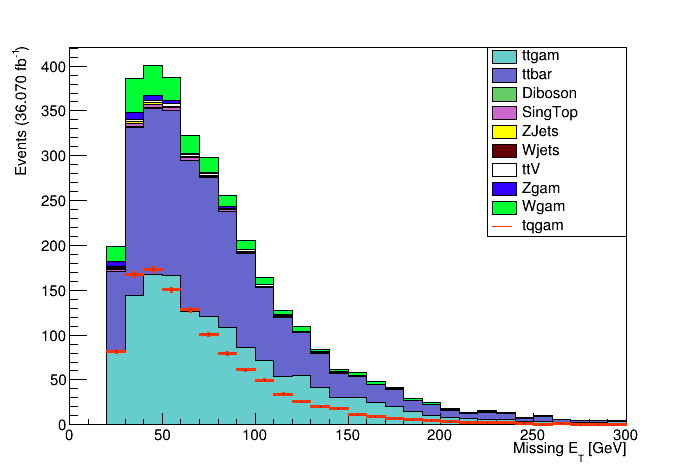 Events (36.070 fb⁻¹)
400
350
300
250
200
150
100
50
0
0 50 100 150 200 250 300
Missing E_T [GeV]
ttgam
ttbar
Diboson
SingTop
ZJets
Wjets
ttV
Zgam
Wgam
tqgam